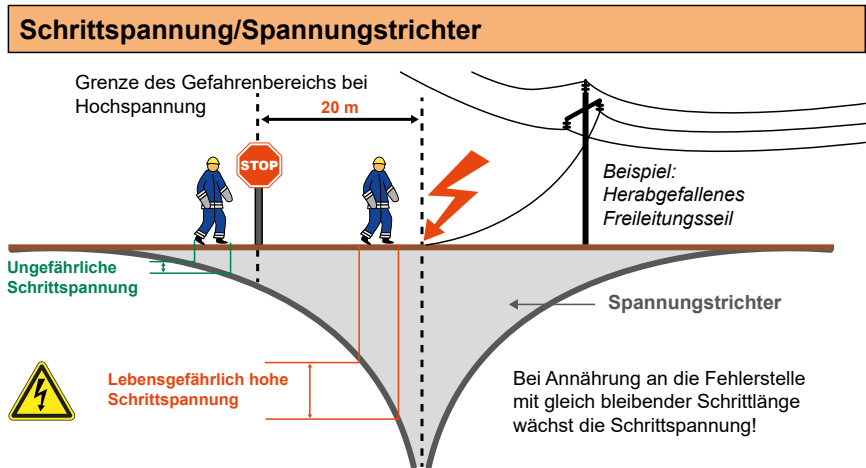 Schrittspannung/Spannungstrichter
Grenze des Gefahrenbereichs bei
Hochspannung
20 m
STOP
Beispiel:
Herabgefallenes
Freileitungsseil
Ungefährliche
Schrittspannung
Spannungstrichter
Lebensgefährlich hohe
Schrittspannung
Bei Annährung an die Fehlerstelle
mit gleich bleibender Schrittlänge
wächst die Schrittspannung!